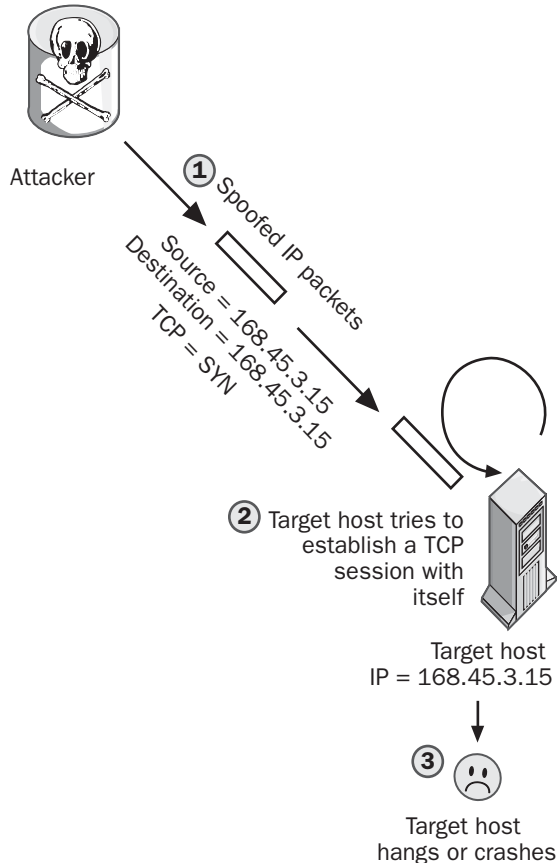 Attacker
1
Spoofed IP packets
Source = 168.45.3.15
Destination = 168.45.3.15
TCP = SYN
2
Target host tries to
establish a TCP
session with
itself
Target host
IP = 168.45.3.15
3
Target host
hangs or crashes